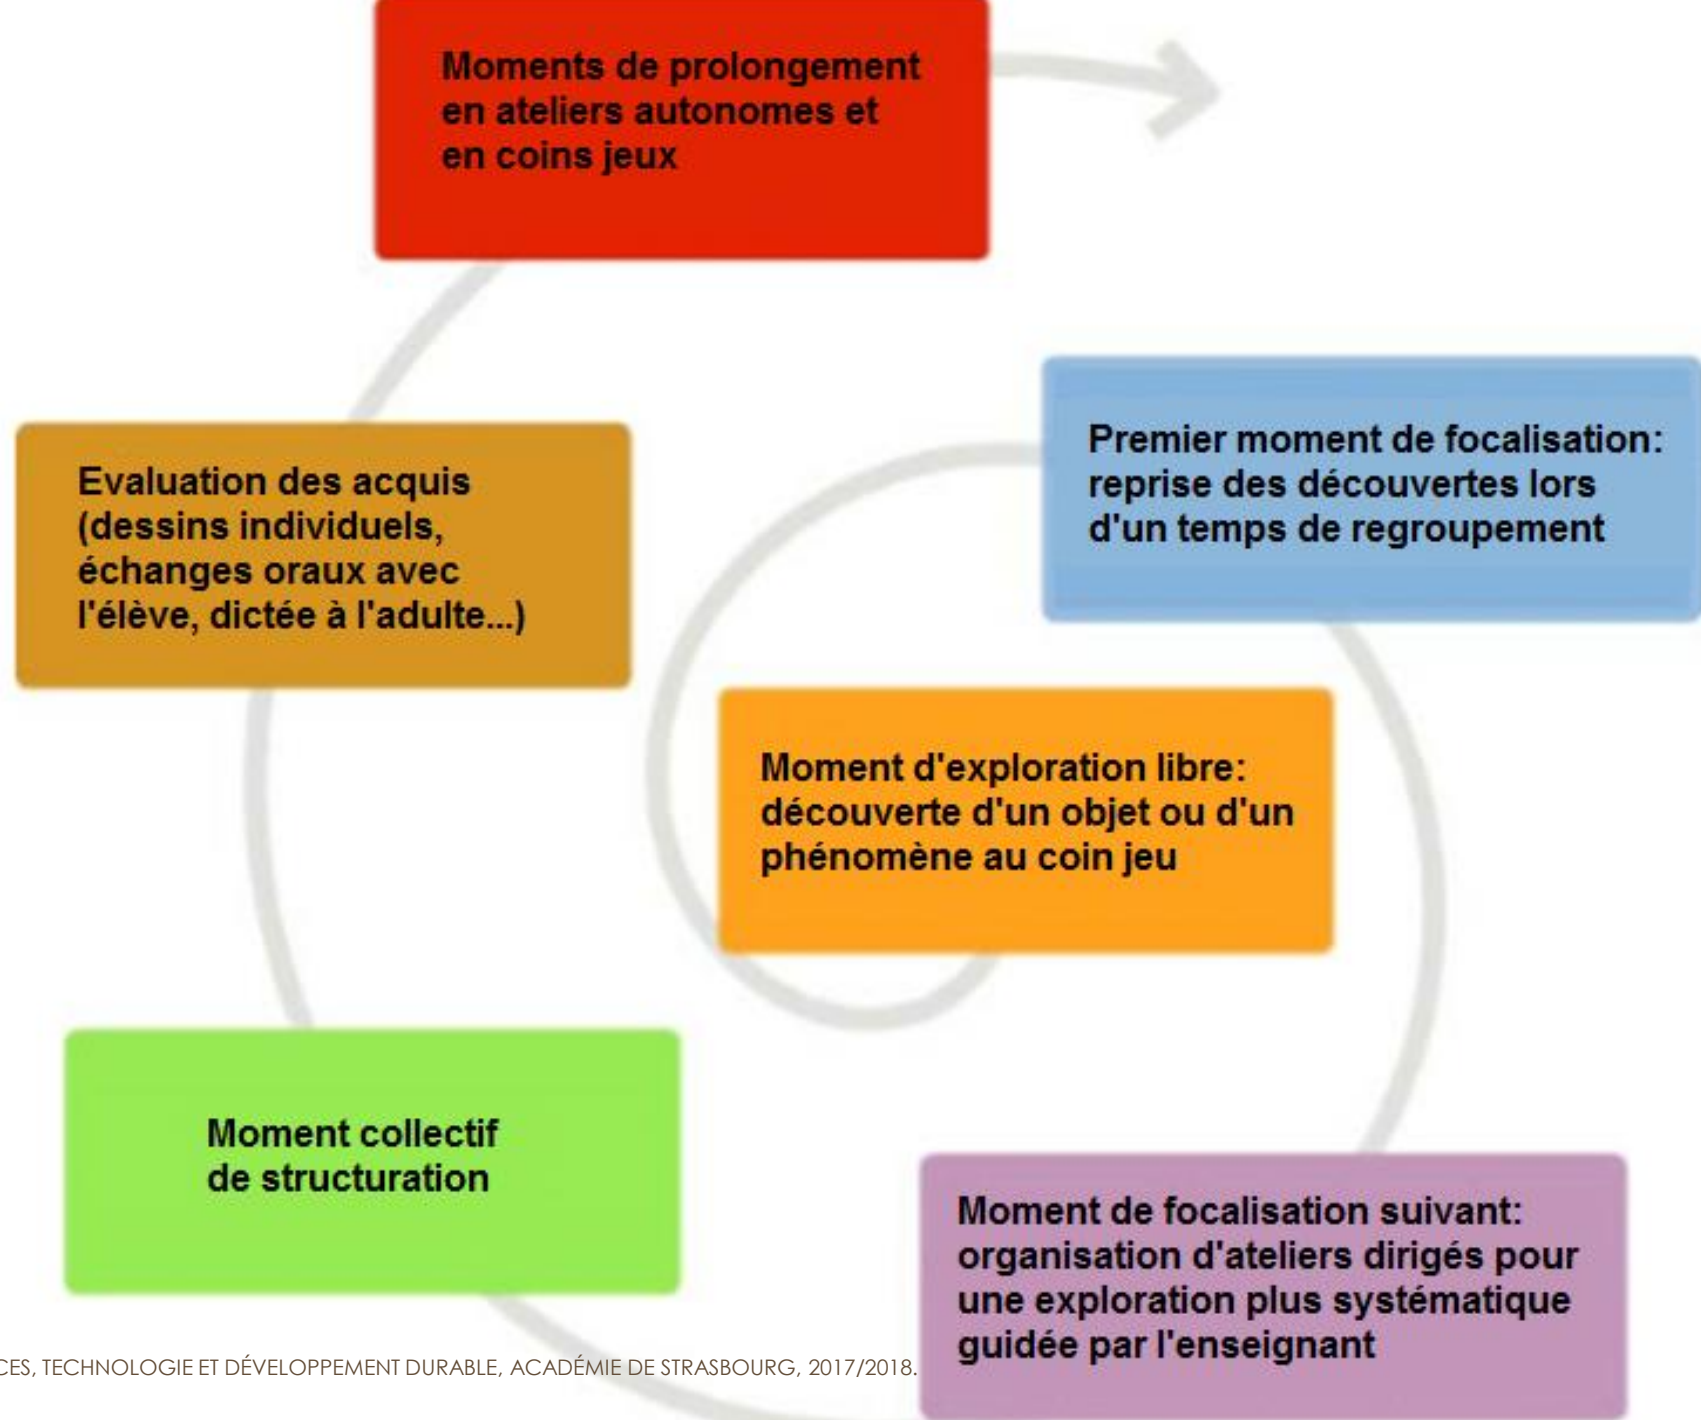 Moments de prolongement
en ateliers autonomes et
en coins jeux
Premier moment de focalisation:
reprise des découvertes lors
d'un temps de regroupement
Evaluation des acquis
(dessins individuels,
échanges oraux avec
l'élève, dictée à l'adulte...)
Moment d'exploration libre:
découverte d'un objet ou d'un
phénomène au coin jeu
Moment collectif
de structuration
Moment de focalisation suivant:
organisation d'ateliers dirigés pour
une exploration plus systématique
guidée par l'enseignant
CES, TECHNOLOGIE ET DÉVELOPPEMENT DURABLE, ACADÉMIE DE STRASBOURG, 2017/2018.